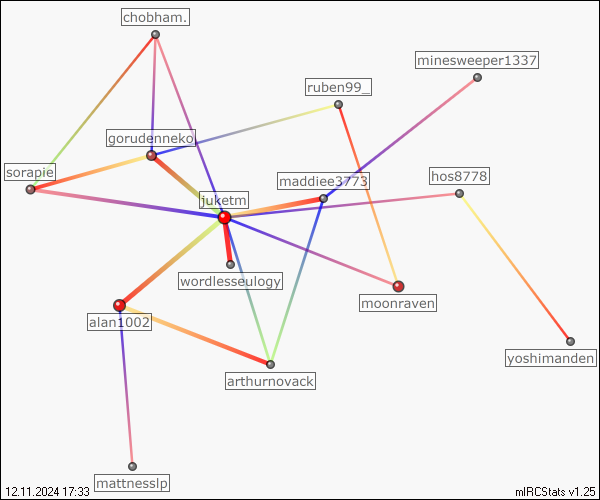 chobham.
minesweeper1337
ruben99_
gorudenneko
sorapie
maddiee3773
hos8778
juketm
wordlesseulogy
moonraven
alan1002
yoshimanden
arthurnovack
mattnesslp
12.11.2024 17:33
mIRCStats v1.25